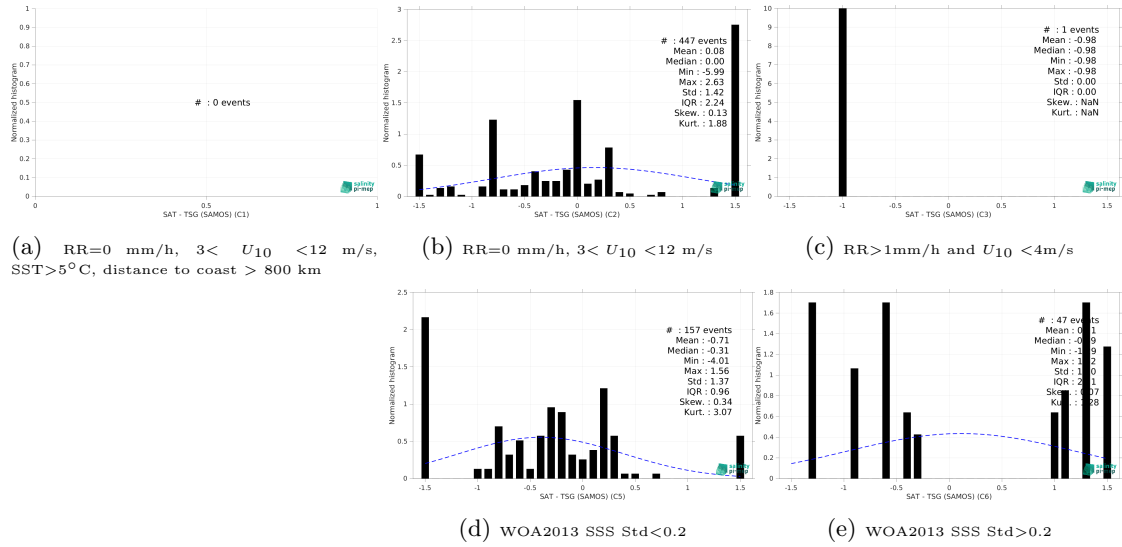 Normalized histogram
1
0.9
0.8
0.7
0.6
0.5
0.4
0.3
0.2
0.1
0
# : 0 events
salinity
pi-mep
0 0.5 1
SAT - TSG (SAMOS) (C1)
(a) RR=0 mm/h, 3< U10 <12 m/s,
SST>5°C, distance to coast > 800 km
Normalized histogram
3
2.5
2
1.5
1
0.5
0
# : 447 events
Mean : 0.08
Median : 0.00
Min : -5.99
Max : 2.63
Std : 1.42
IQR : 2.24
Skew. : 0.13
Kurt. : 1.88
salinity
pi-mep
-1.5 -1 -0.5 0 0.5 1 1.5
SAT - TSG (SAMOS) (C2)
(b) RR=0 mm/h, 3< U10 <12 m/s
Normalized histogram
10
9
8
7
6
5
4
3
2
1
0
# : 1 events
Mean : -0.98
Median : -0.98
Min : -0.98
Max : -0.98
Std : 0.00
IQR : 0.00
Skew. : NaN
Kurt. : NaN
salinity
pi-mep
-1.5 -1 -0.5 0 0.5 1 1.5
SAT - TSG (SAMOS) (C3)
(c) RR>1mm/h and U10 <4m/s
Normalized histogram
2.5
2
1.5
1
0.5
0
# : 157 events
Mean : -0.71
Median : -0.31
Min : -4.01
Max : 1.56
Std : 1.37
IQR : 0.96
Skew. : 0.34
Kurt. : 3.07
salinity
pi-mep
-1.5 -1 -0.5 0 0.5 1 1.5
SAT - TSG (SAMOS) (C5)
(d) WOA2013 SSS Std<0.2
Normalized histogram
1.8
1.6
1.4
1.2
1
0.8
0.6
0.4
0.2
0
# : 47 events
Mean :
Median :
Min :
Max :
Std :
IQR :
Skew.
Kurt.
salinity
pi-mep
-1.5 -1 -0.5 0 0.5 1 1.5
SAT - TSG (SAMOS) (C6)
(e) WOA2013 SSS Std>0.2